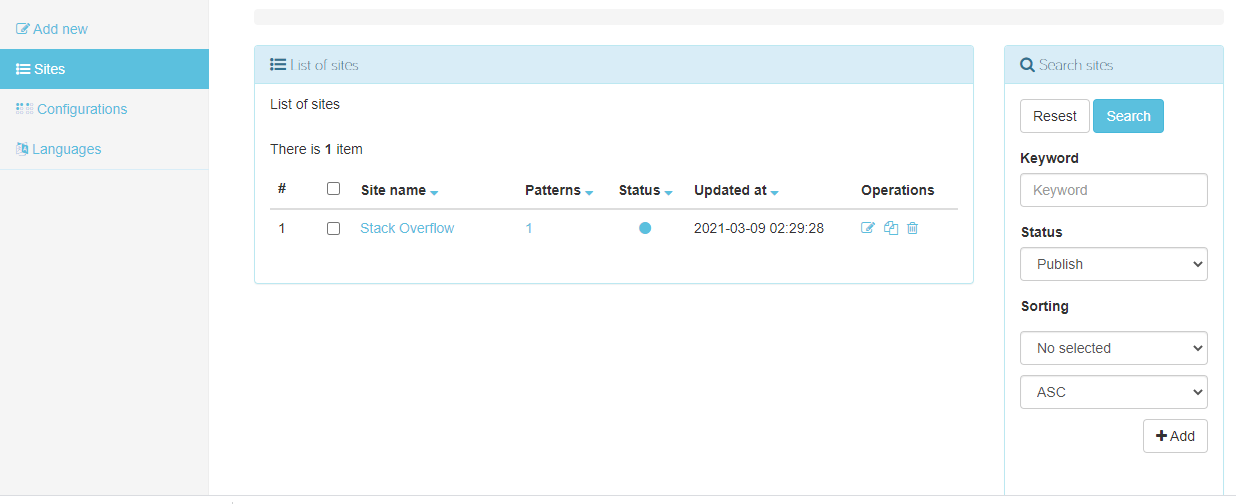 Add new
Sites
Configurations
Languages
List of sites
List of sites
There is 1 item
# Site name Patterns Status Updated at Operations
1 Stack Overflow 1 2021-03-09 02:29:28
Search sites
Resest Search
Keyword
Keyword
Status
Publish
Sorting
No selected
ASC
Add